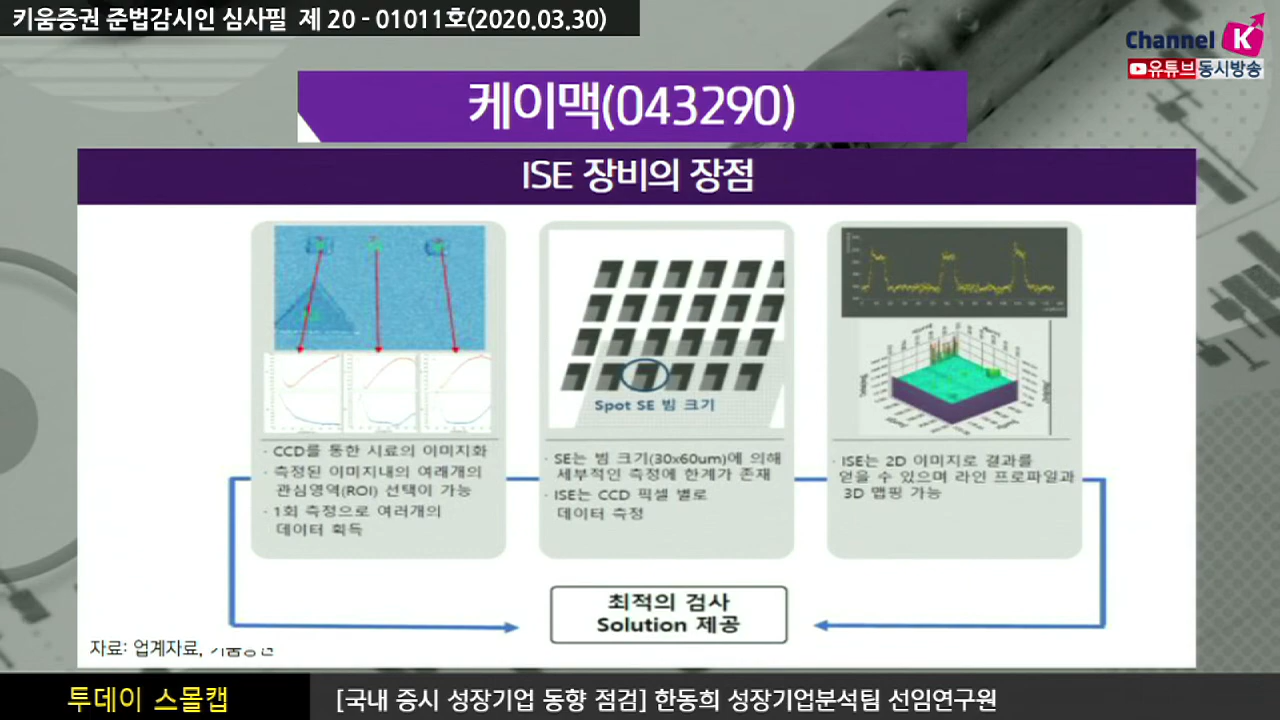 키움증권 준법감시인 심사필 제 20 - 01011호(2020.03.30)
Channel K
유튜브동시방송
케이맥(043290)
ISE 장비의 장점
· CCD를 통한 시료의 이미지화
· 측정된 이미지내의 여래개의
관심영역(ROI) 선택이 가능
· 1회 측정으로 여러개의
데이터 획득
Spot SE 빔 크기
· SE는 빔 크기(30x60um)에 의해
세부적인 측정에 한계가 존재
· ISE는 CCD 픽셀 별로
데이터 측정
· ISE는 2D 이미지로 결과를
얻을 수 있으며 라인 프로파일과
3D 맵핑 가능
최적의 검사
Solution 제공
자료: 업계자료,
투데이 스몰캡
[국내 증시 성장기업 동향 점검] 한동희 성장기업분석팀 선임연구원